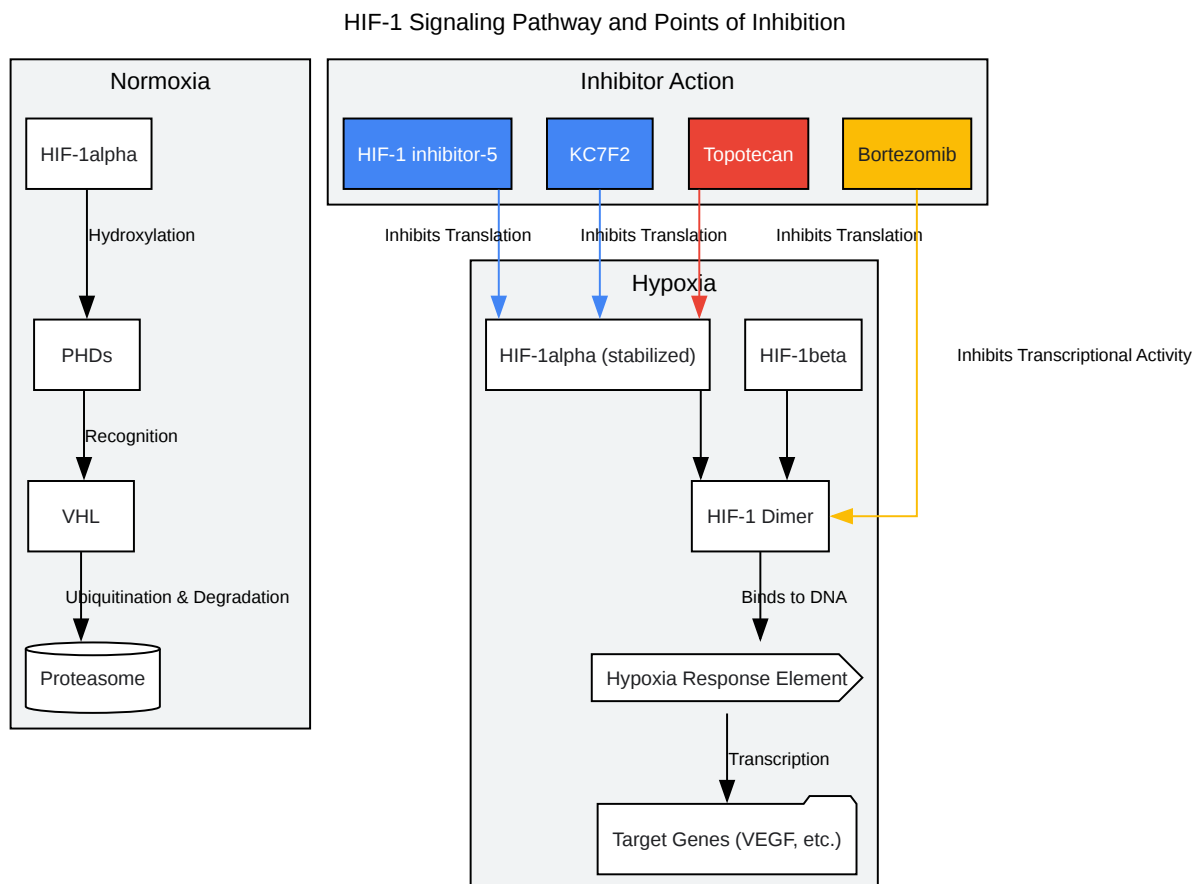 HIF-1 Signaling Pathway and Points of Inhibition
Normoxia
HIF-1alpha
Hydroxylation
PHDs
Recognition
VHL
Ubiquitination & Degradation
Proteasome
Inhibitor Action
HIF-1 inhibitor-5
KC7F2
Topotecan
Bortezomib
Inhibits Translation
Inhibits Translation
Inhibits Translation
Hypoxia
HIF-1alpha (stabilized)
HIF-1beta
Inhibits Transcriptional Activity
HIF-1 Dimer
Binds to DNA
Hypoxia Response Element
Transcription
Target Genes (VEGF, etc.)